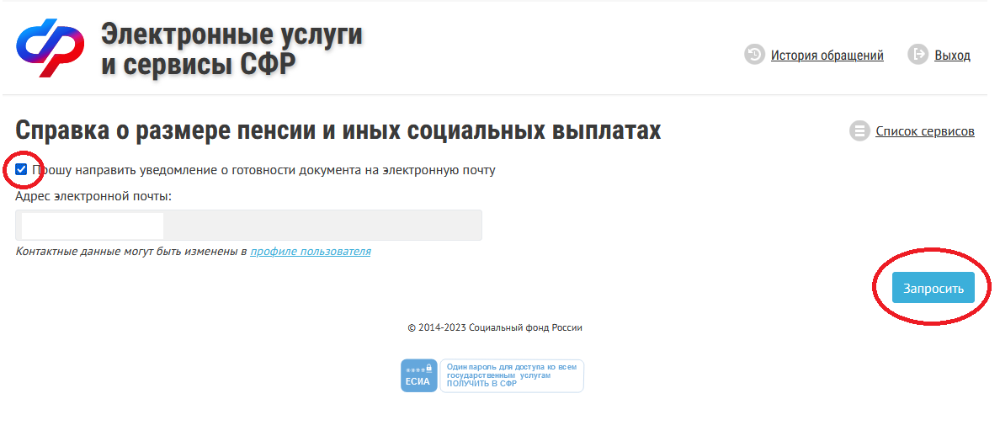 Электронные услуги
и сервисы СФР
История обращений
Выход
Справка о размере пенсии и иных социальных выплатах
Список сервисов
Прошу направить уведомление о готовности документа на электронную почту
Адрес электронной почты:
Контактные данные могут быть изменены в профиле пользователя
Запросить
© 2014-2023 Социальный фонд России
****
ЕСИА
Один пароль для доступа ко всем
государственным услугам
ПОЛУЧИТЬ В СФР